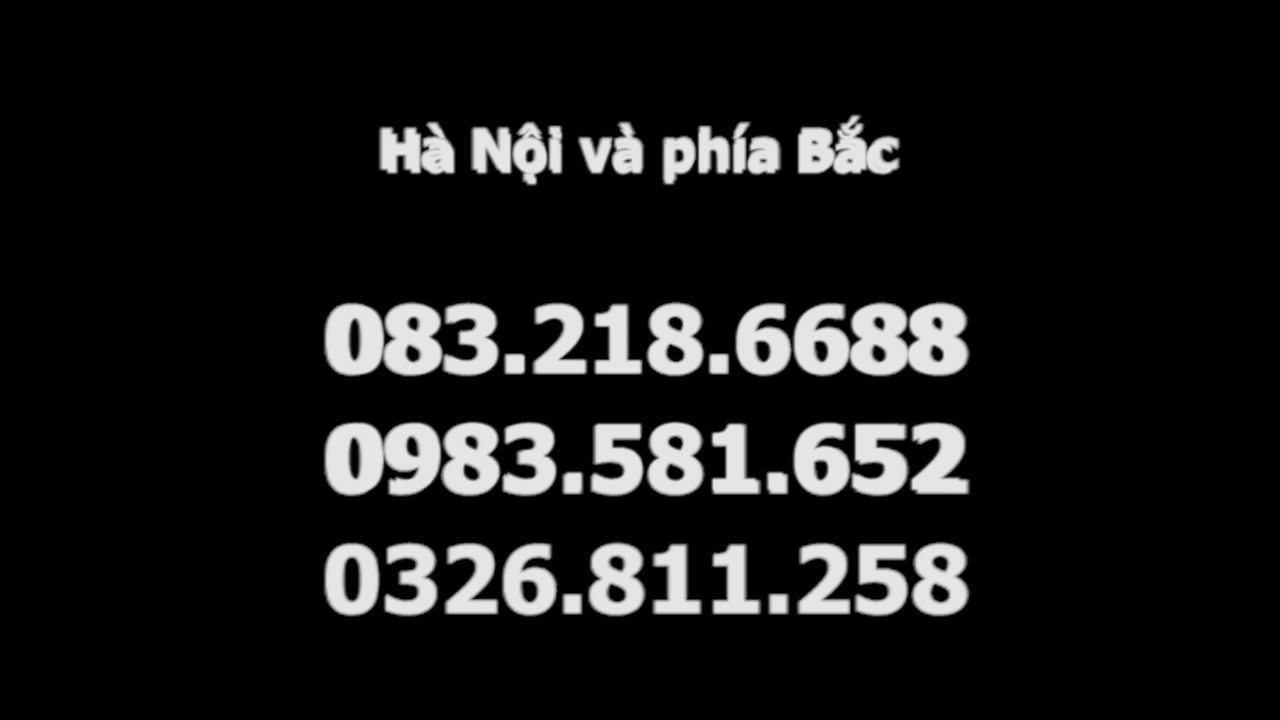 Hà Nội và phía Bắc
083.218.6688
0983.581.652
0326.811.258